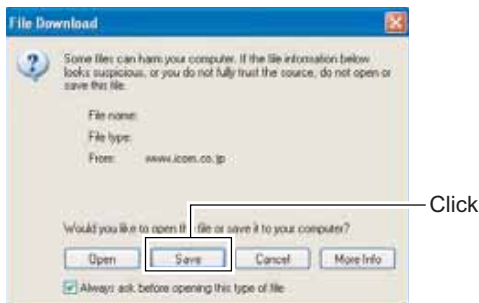 File Download
Some files can harm your computer. If the file information below
looks suspicious, or you do not fully trust the source, do not open or
save this file.
File name:
File type:
From: www.icom.co.jp
Click
Would you like to open the file or save it to your computer?
Open Save Cancel More Info
Always ask before opening this type of file